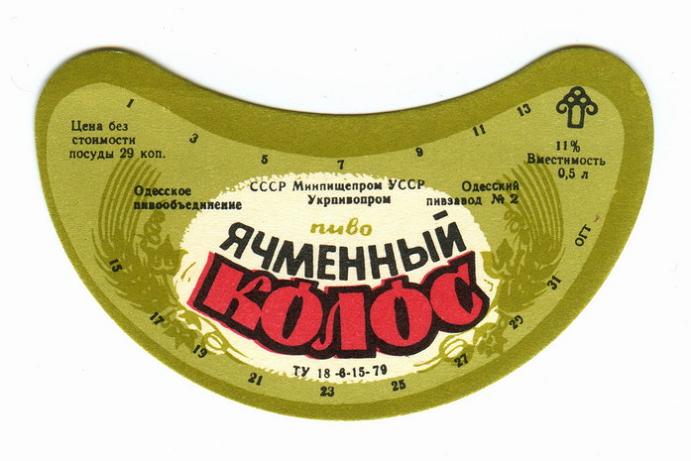 1 3 5 7 9 11 13
Цена без
стоимости
посуды 29 коп.
11%
Вместимость
0,5 л
Одесское
пивообъединение
СССР Минпищепром УССР
Укрпивопром
Одесский
пивзавод № 2
пиво
ЯЧМЕННЫЙ
КОЛОС
ТУ 18-6-15-79
15 17 19 21 23 25 27 29 31
ОГТ